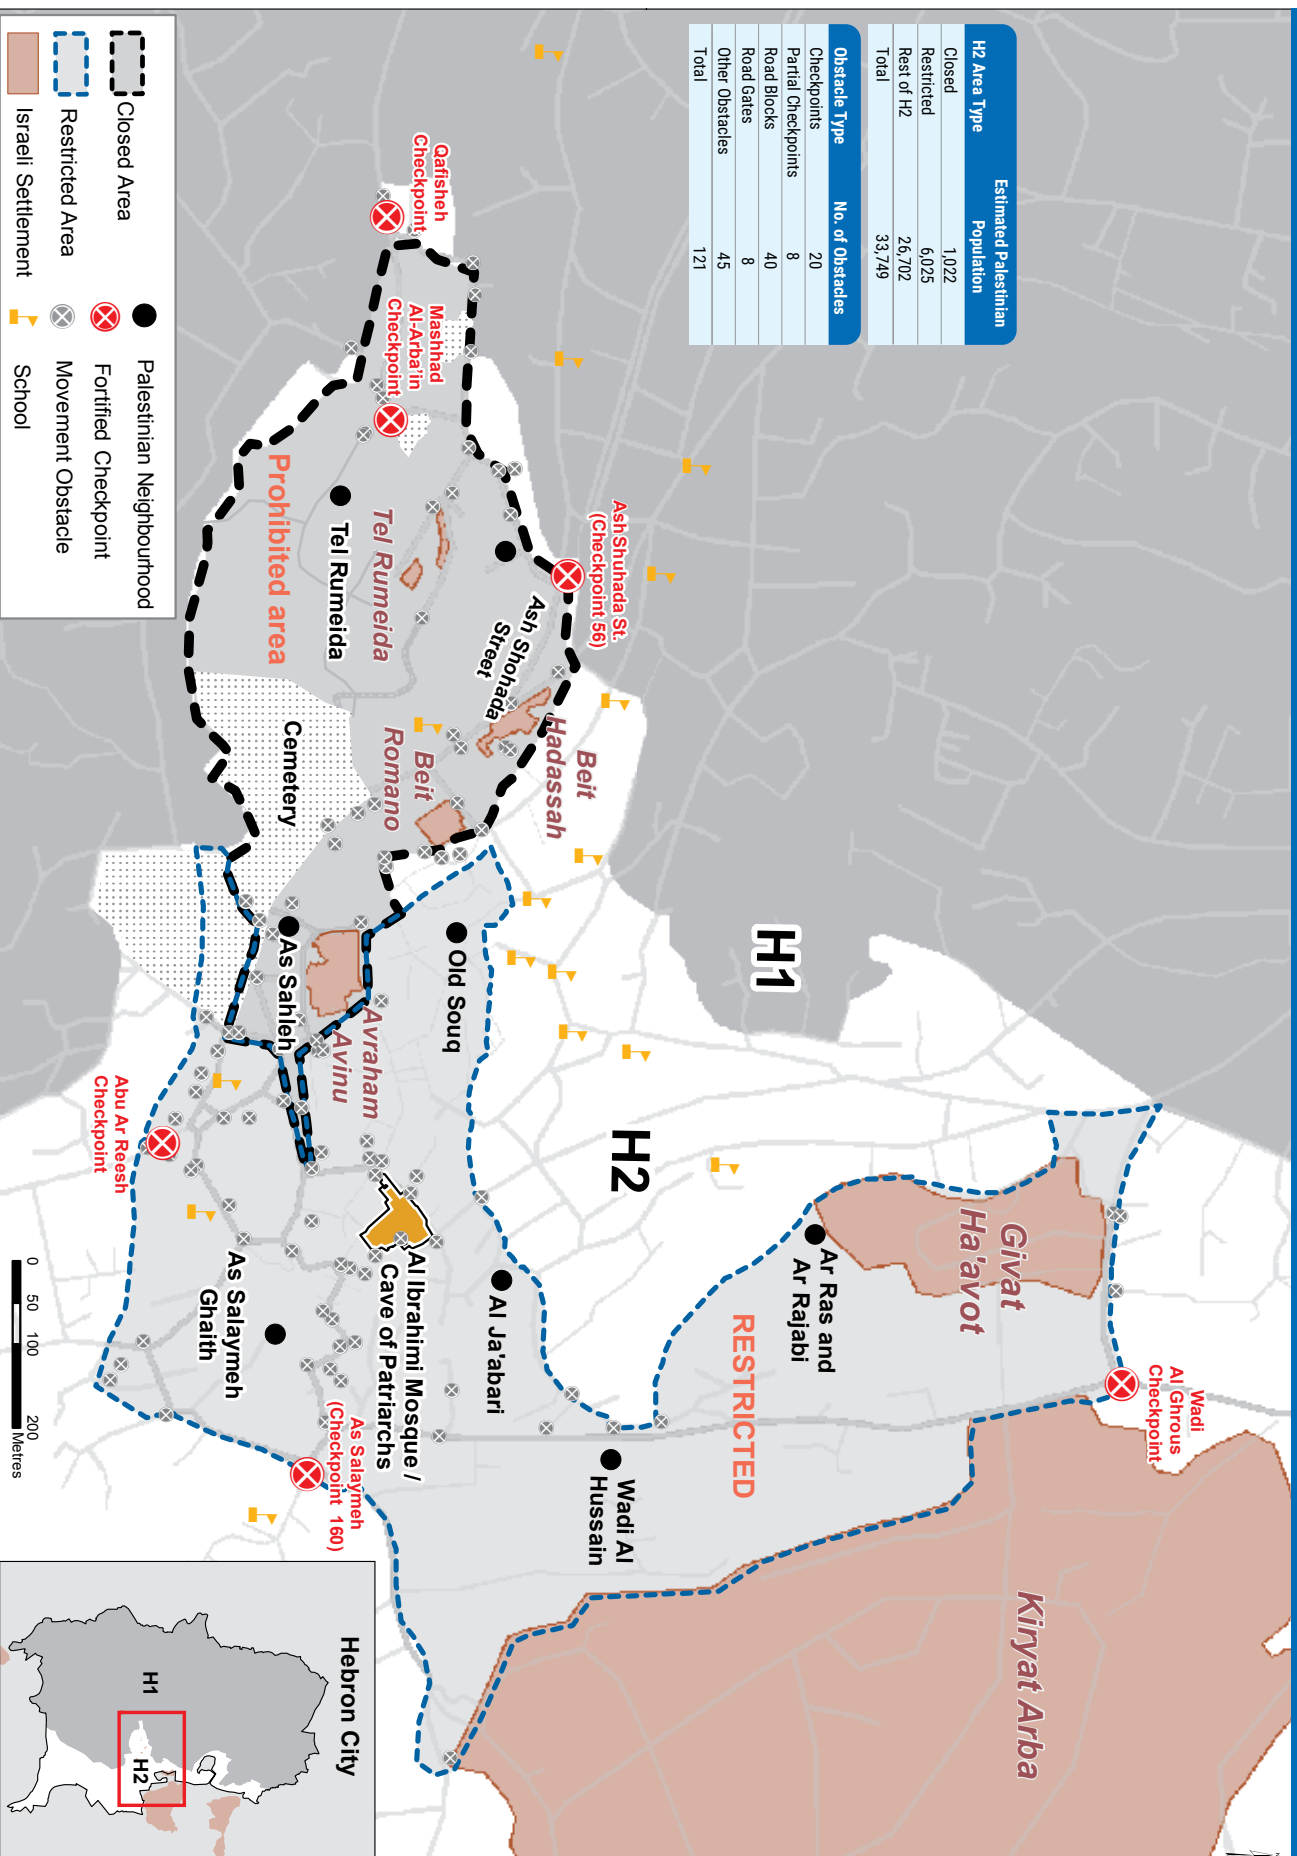 H2 Area Type Estimated Palestinian
Population
Closed 1,022
Restricted 6,025
Rest of H2 26,702
Total 33,749
Obstacle Type No. of Obstacles
Checkpoints 20
Partial Checkpoints 8
Road Blocks 40
Road Gates 8
Other Obstacles 45
Total 121
H1
H2
Wadi
Al Ghrous
Checkpoint
Givat
Ha'avot
Kiryat Arba
Ar Ras and
Ar Rajabi
RESTRICTED
Ash Shuhada St.
(Checkpoint 56)
Beit
Hadassah
Wadi Al
Hussain
Ash Shohada
Street
Al Ja'abari
Old Souq
Qafisheh
Checkpoint
Mashhad
Al-Arba'in
Checkpoint
Tel Rumeida
Tel Rumeida
Prohibited area
Beit
Romano
Cemetery
Avraham
Avinu
As Sahleh
Al Ibrahimi Mosque /
Cave of Patriarchs
As Salaymeh
(Checkpoint 160)
As Salaymeh
Ghaith
Abu Ar Reesh
Checkpoint
Closed Area
Restricted Area
Israeli Settlement
Palestinian Neighbourhood
Fortified Checkpoint
Movement Obstacle
School
0 50 100 200
Metres
Hebron City
H1
H2